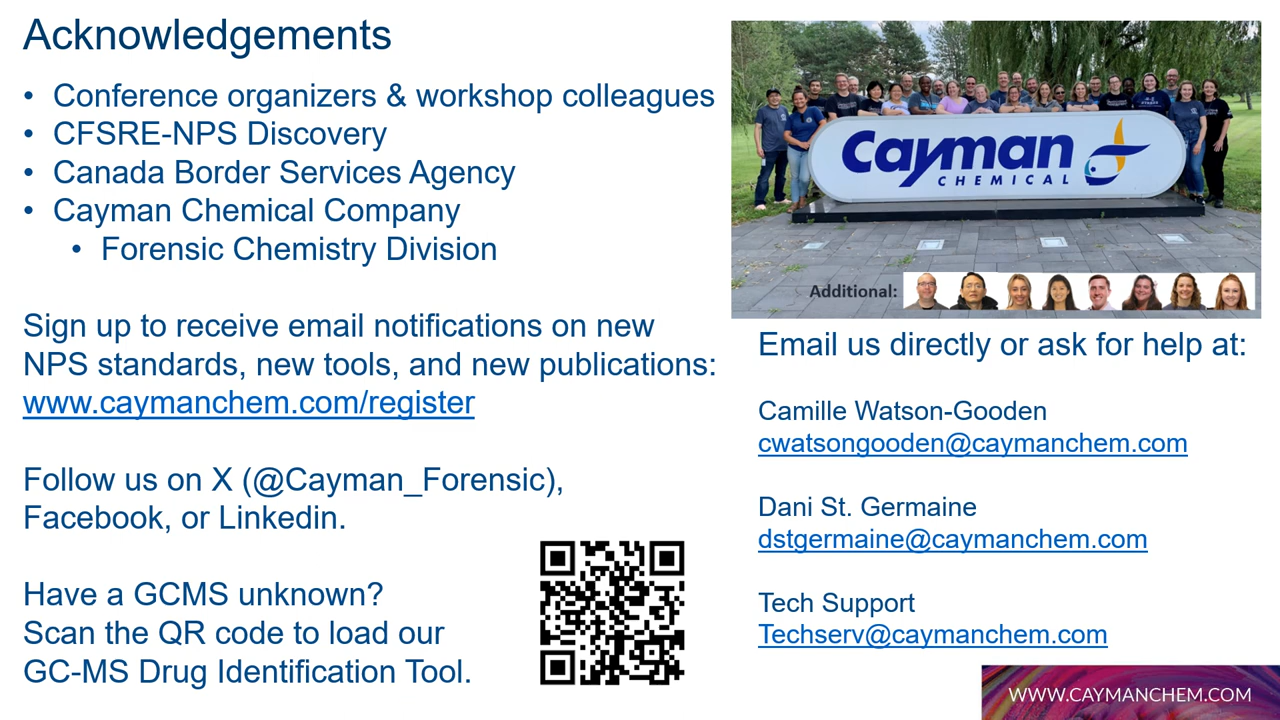 Acknowledgements
• Conference organizers & workshop colleagues
• CFSRE-NPS Discovery
• Canada Border Services Agency
• Cayman Chemical Company
• Forensic Chemistry Division
Sign up to receive email notifications on new
NPS standards, new tools, and new publications:
www.caymanchem.com/register
Follow us on X (@Cayman_Forensic),
Facebook, or Linkedin.
Have a GCMS unknown?
Scan the QR code to load our
GC-MS Drug Identification Tool.
Cayman
CHEMICAL
Additional:
Email us directly or ask for help at:
Camille Watson-Gooden
cwatsongooden@caymanchem.com
Dani St. Germaine
dstgermaine@caymanchem.com
Tech Support
Techserv@caymanchem.com
WWW.CAYMANCHEM.COM